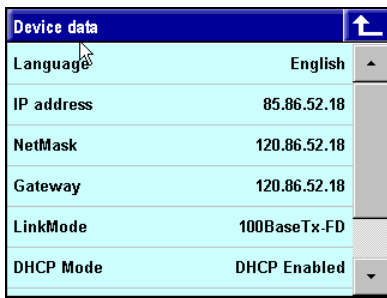 Device data
Language English
IP address 85.86.52.18
NetMask 120.86.52.18
Gateway 120.86.52.18
LinkMode 100BaseTx-FD
DHCP Mode DHCP Enabled